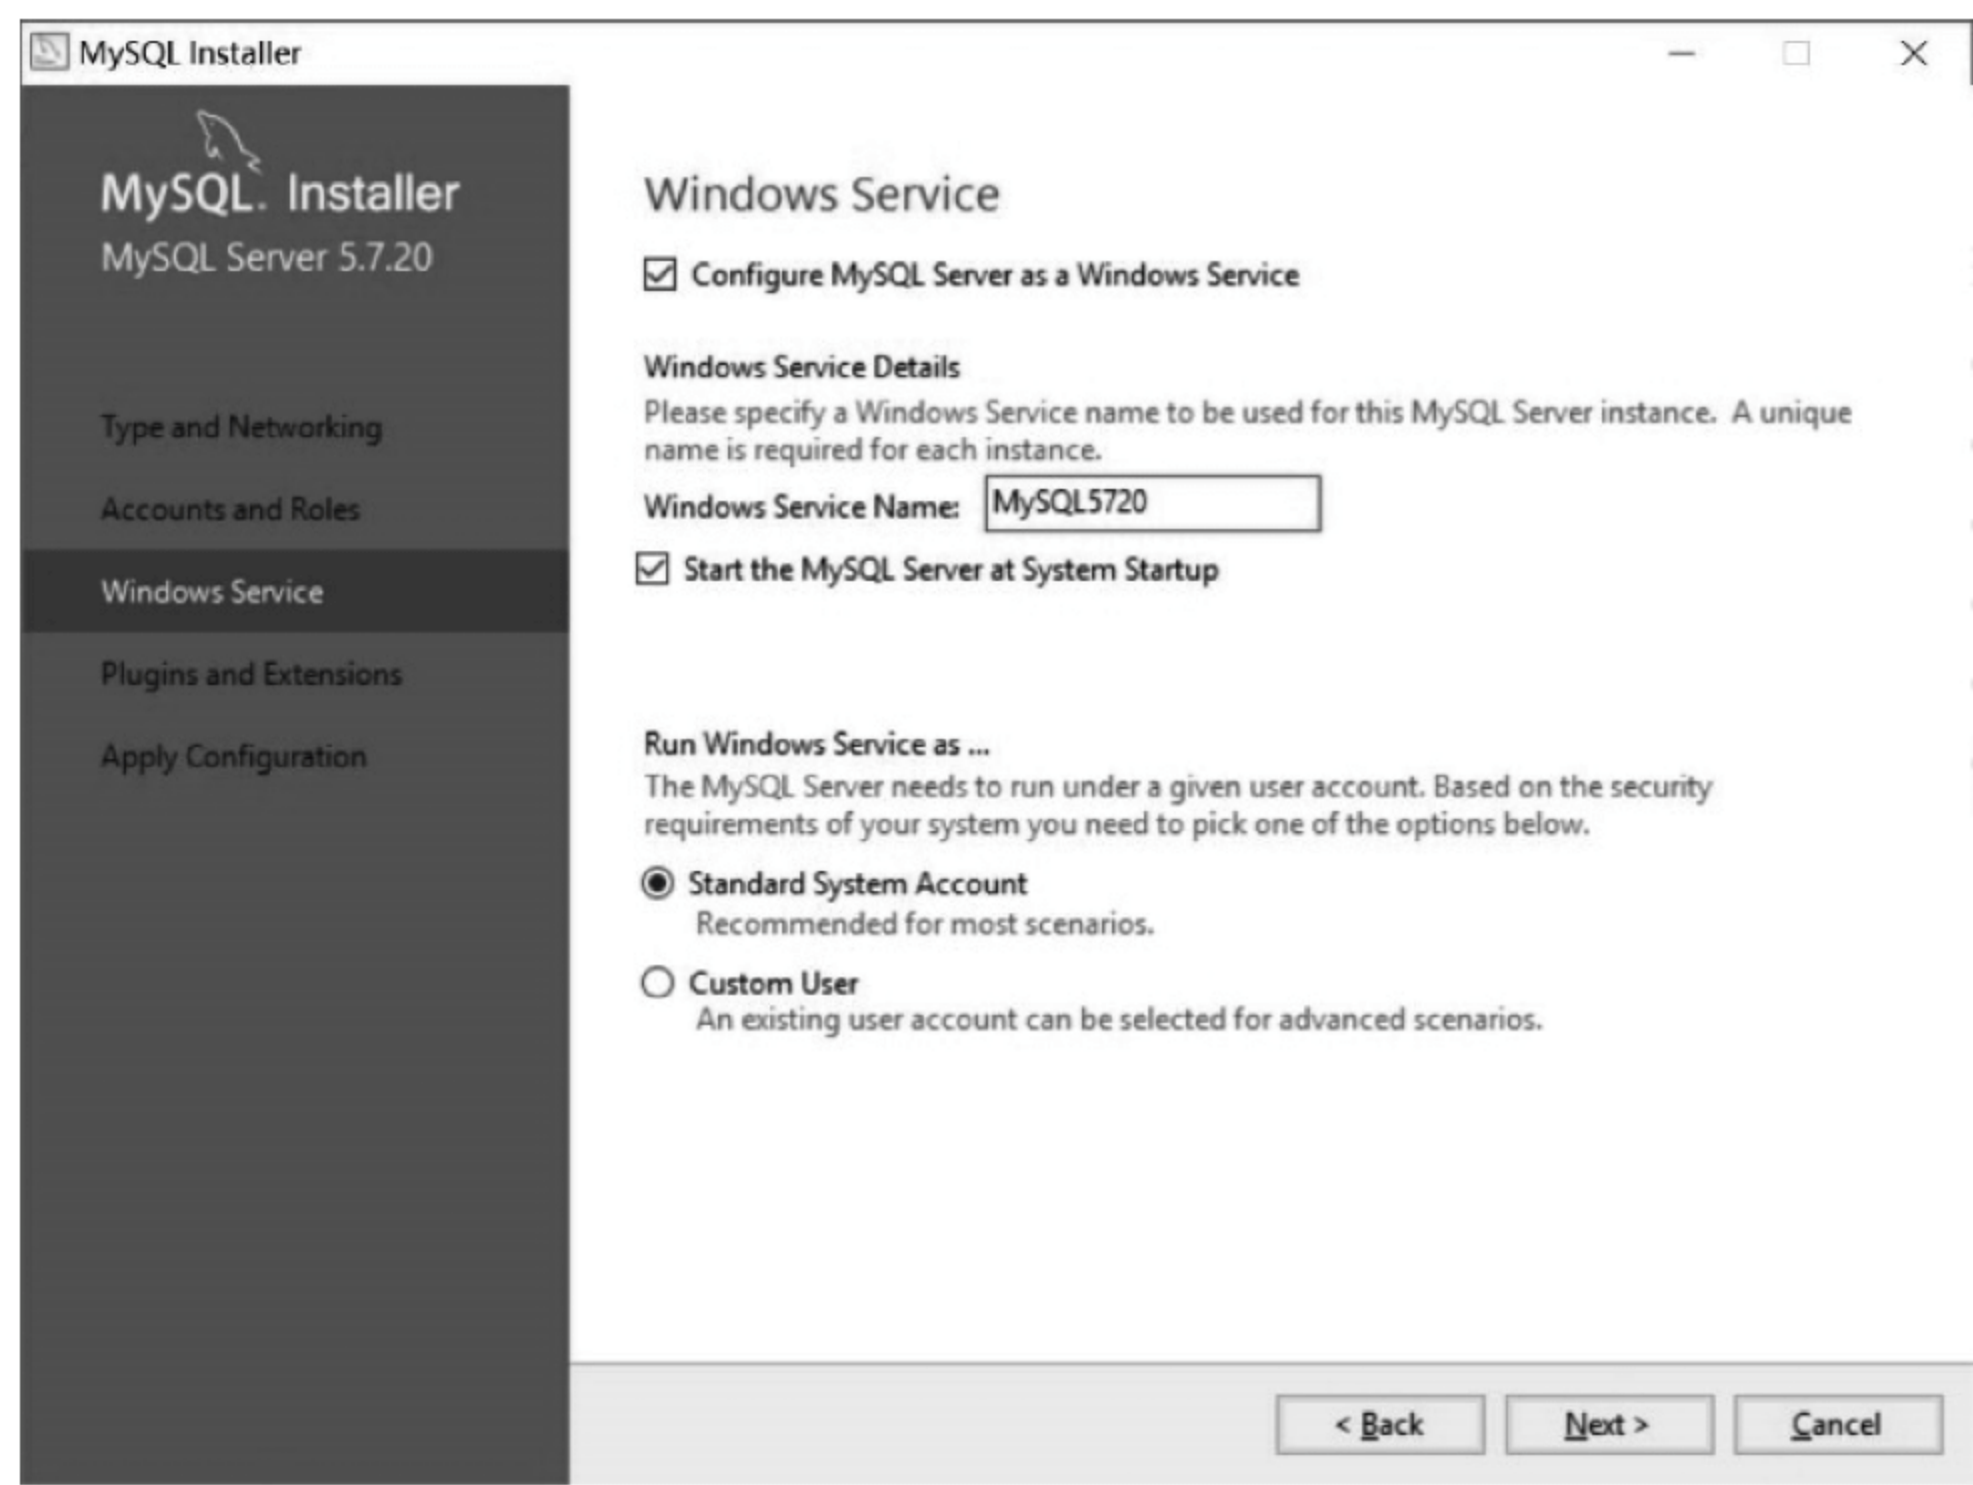 MySQL Installer
MySQL. Installer
MySQL Server 5.7.20
Type and Networking
Accounts and Roles
Windows Service
Plugins and Extensions
Apply Configuration
Windows Service
Configure MySQL Server as a Windows Service
Windows Service Details
Please specify a Windows Service name to be used for this MySQL Server instance. A unique
name is required for each instance.
Windows Service Name: MySQL5720
Start the MySQL Server at System Startup
Run Windows Service as ...
The MySQL Server needs to run under a given user account. Based on the security
requirements of your system you need to pick one of the options below.
Standard System Account
Recommended for most scenarios.
Custom User
An existing user account can be selected for advanced scenarios.
< Back Next > Cancel